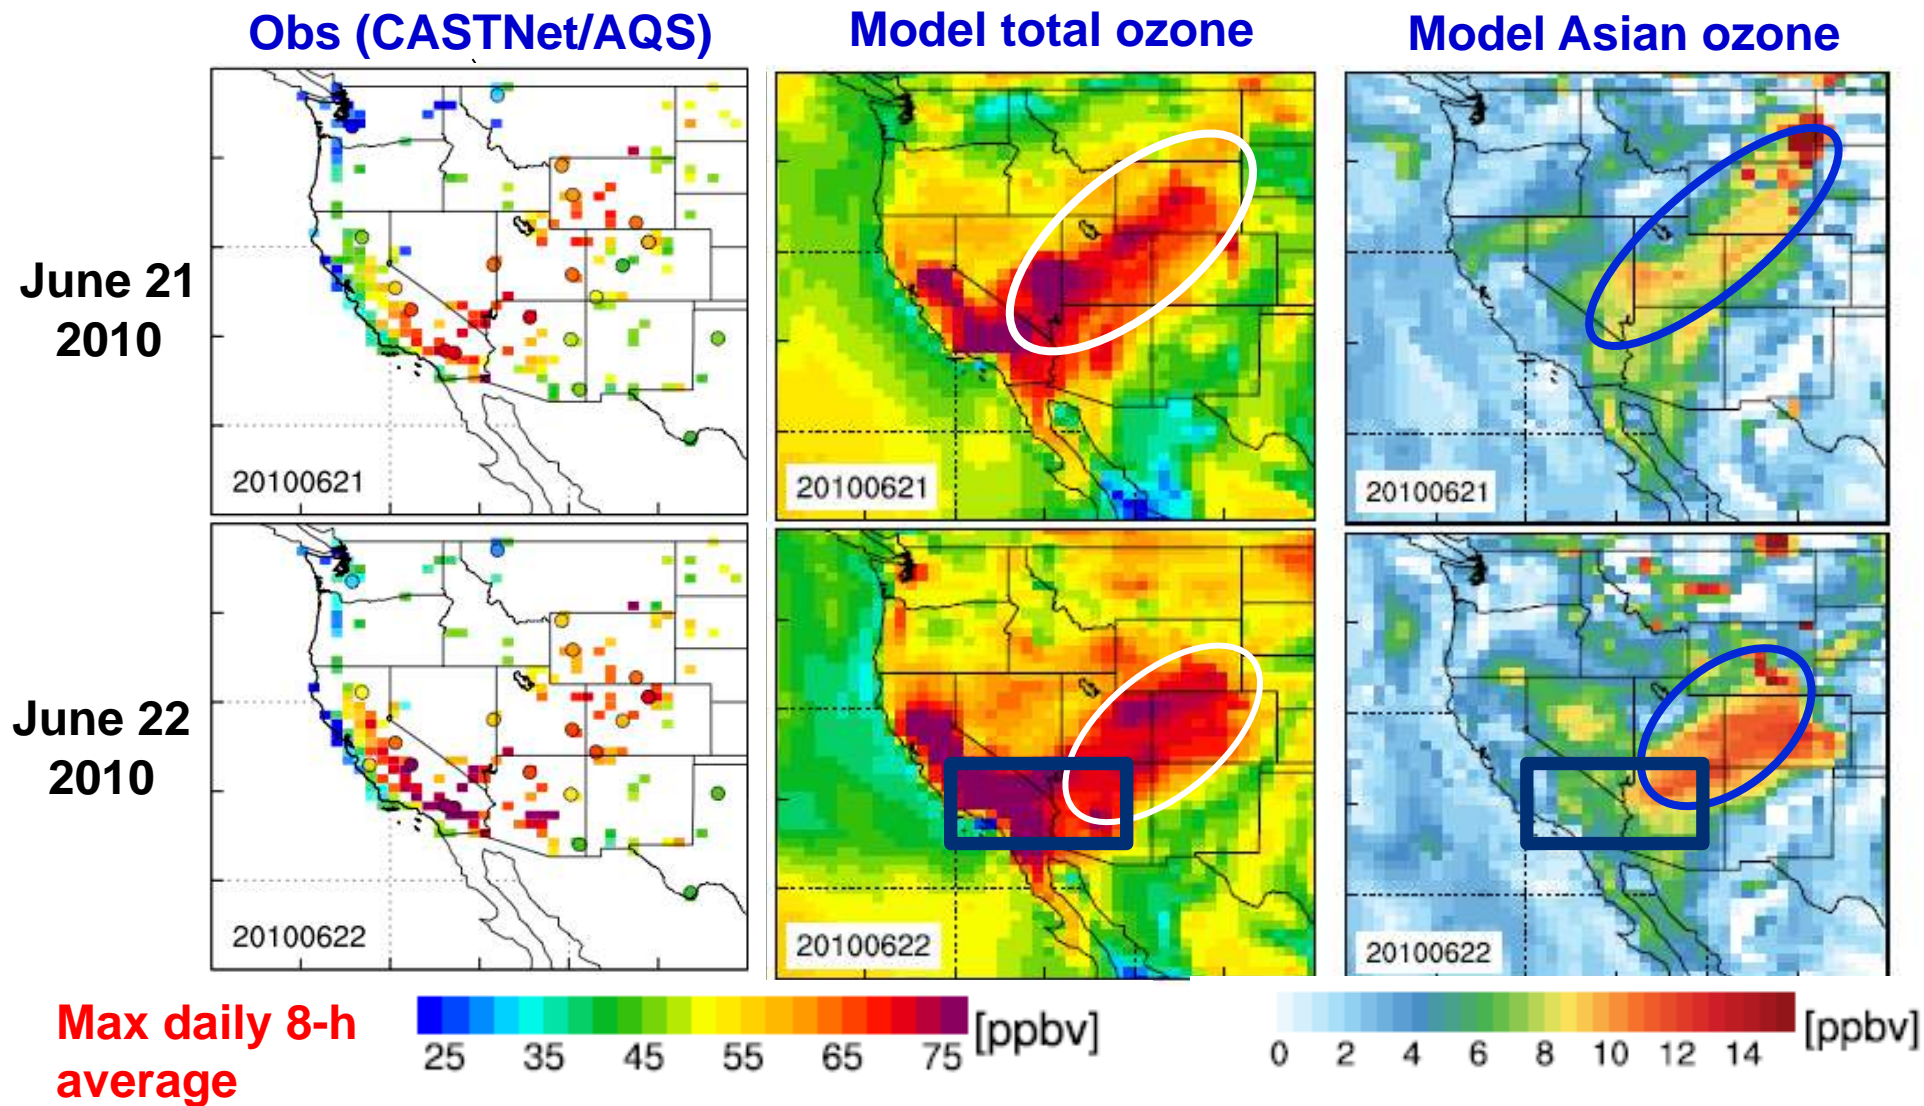 Obs (CASTNet/AQS)
Model total ozone
Model Asian ozone
June 21
2010
20100621
20100621
20100621
June 22
2010
20100622
20100622
20100622
Max daily 8-h
average
25 35 45 55 65 75 [ppbv]
0 2 4 6 8 10 12 14 [ppbv]